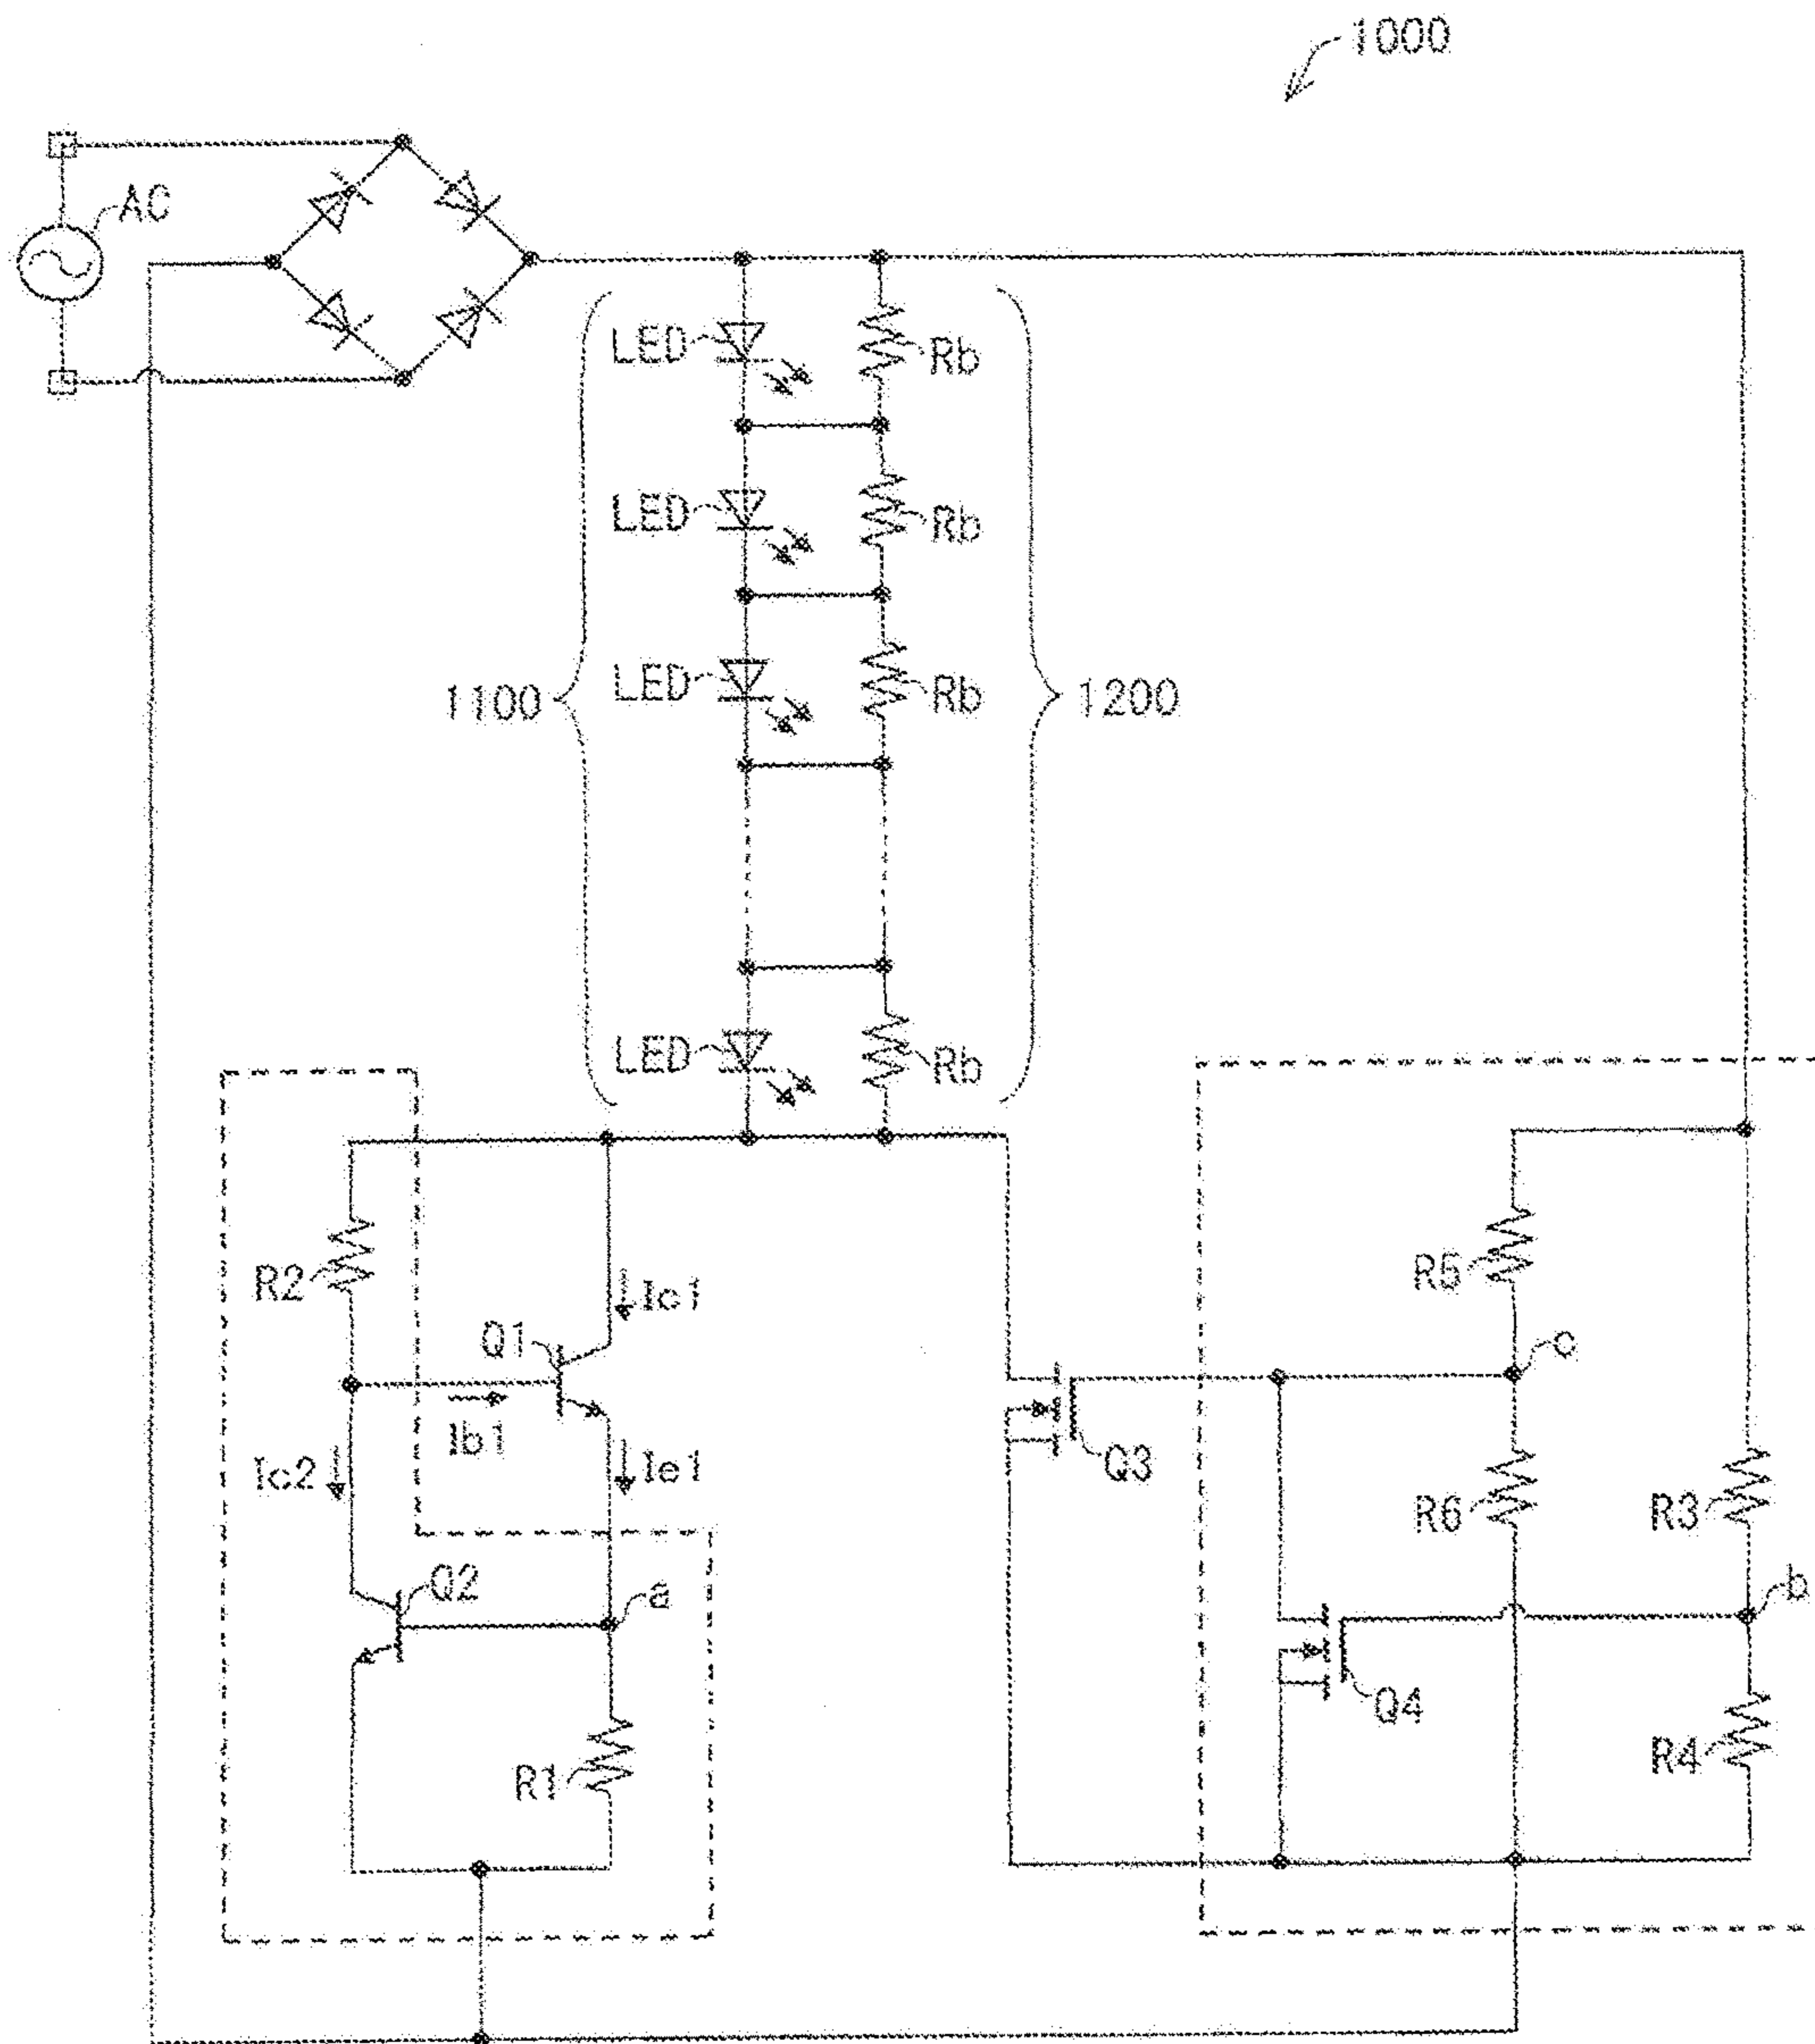 1000
AC
LED
Rb
LED
Rb
LED
Rb
1100
1200
LED
Rb
R2
Ic1
R5
Q1
c
Ib1
Ic2
Ie1
Q3
R6
R3
Q2
a
b
Q4
R1
R4